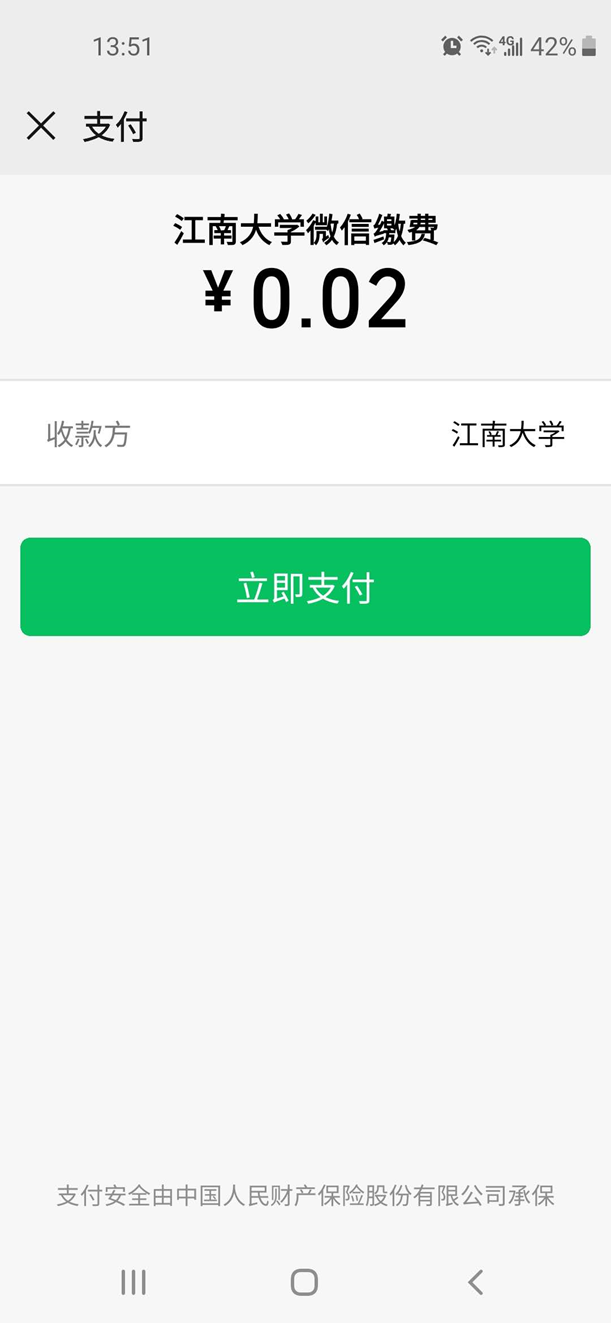 13:51
4G 42%
支付
江南大学微信缴费
¥0.02
收款方 江南大学
立即支付
支付安全由中国人民财产保险股份有限公司承保